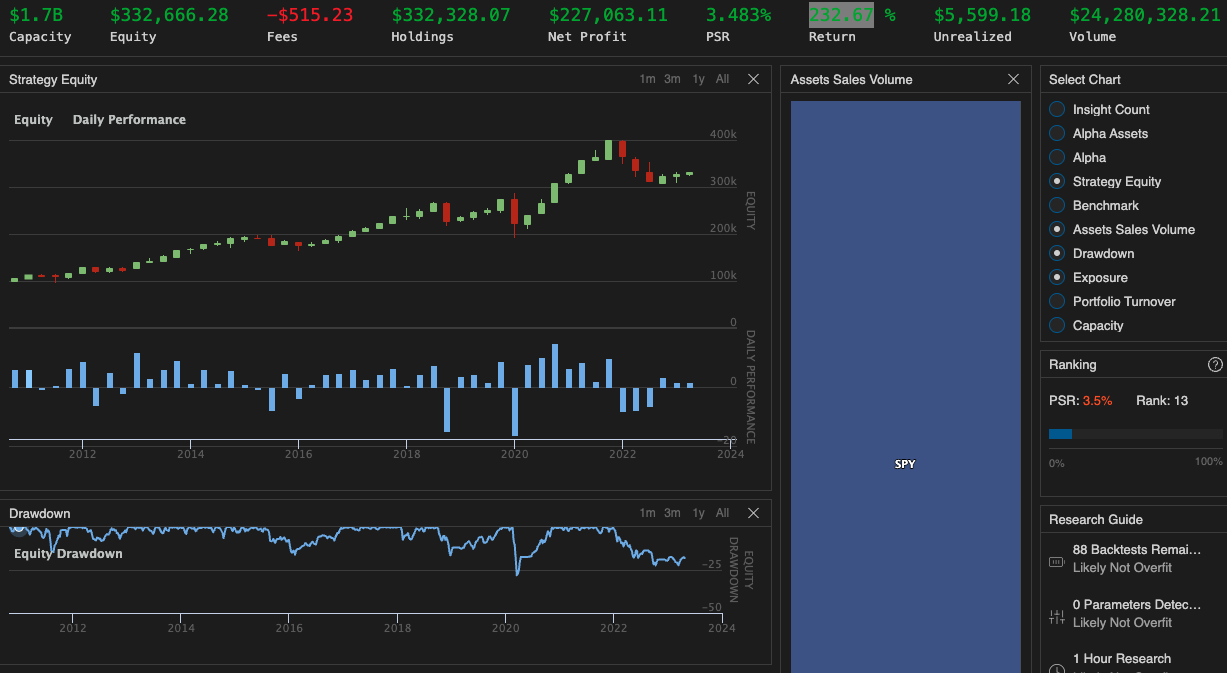 $1.7B $332,666.28 −$515.23 $332,328.07 $227,063.11 3.483% 232.67 % $5,599.18 $24,280,328.21
Capacity Equity Fees Holdings Net Profit PSR Return Unrealized Volume
Strategy Equity 1m 3m 1y All
Equity Daily Performance
400k
300k
200k
100k
0
EQUITY
0
−20
DAILY PERFORMANCE
2012 2014 2016 2018 2020 2022 2024
Drawdown 1m 3m 1y All
Equity Drawdown
−25
−50
EQUITY
DRAWDOWN
2012 2014 2016 2018 2020 2022 2024
Assets Sales Volume
SPY
Select Chart
Insight Count
Alpha Assets
Alpha
Strategy Equity
Benchmark
Assets Sales Volume
Drawdown
Exposure
Portfolio Turnover
Capacity
Ranking ?
PSR: 3.5% Rank: 13
0% 100%
Research Guide
88 Backtests Remai...
Likely Not Overfit
0 Parameters Detec...
Likely Not Overfit
1 Hour Research